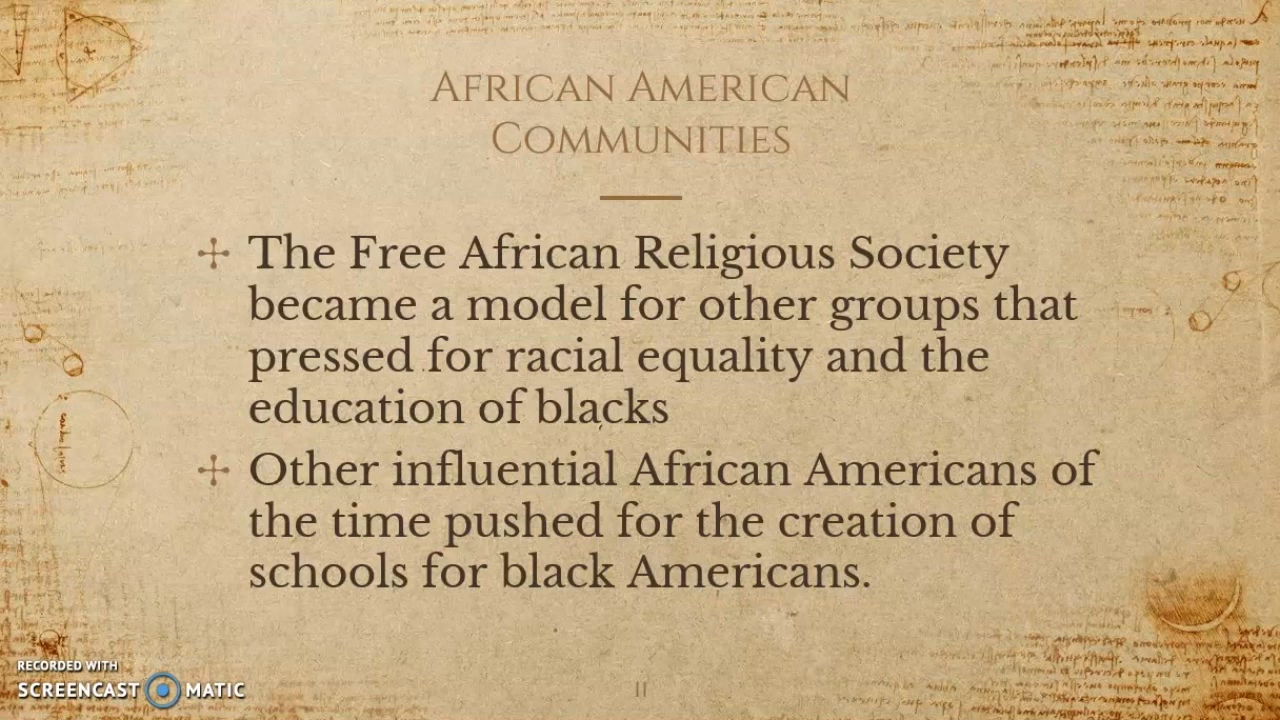 AFRICAN AMERICAN
COMMUNITIES
The Free African Religious Society
became a model for other groups that
pressed for racial equality and the
education of blacks
Other influential African Americans of
the time pushed for the creation of
schools for black Americans.
RECORDED WITH
SCREENCAST MATIC
11